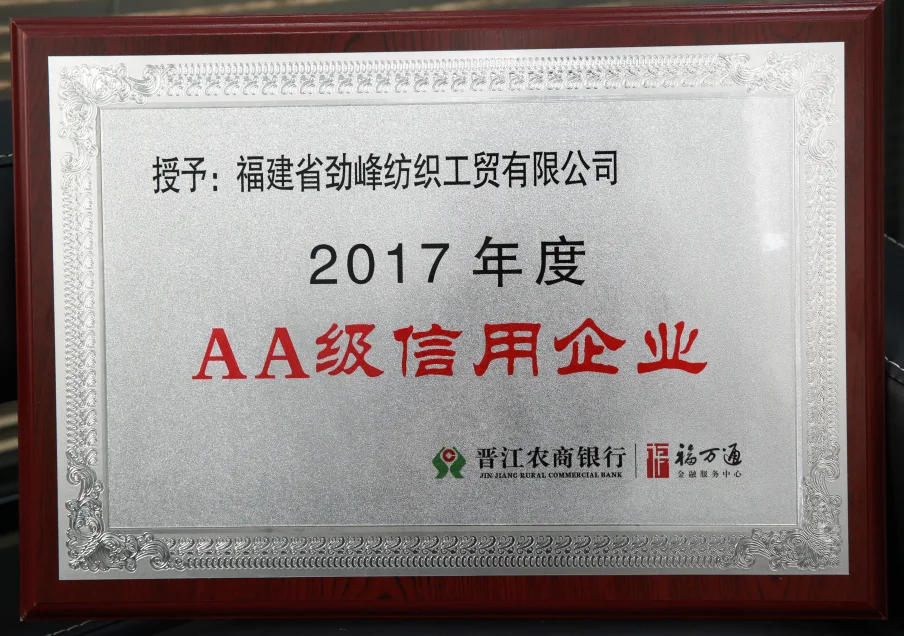 授予：福建省劲峰纺织工贸有限公司
2017 年度
AA级信用企业
晋江农商银行 福万通
JIN JIANG RURAL COMMERCIAL BANK 金融服务中心